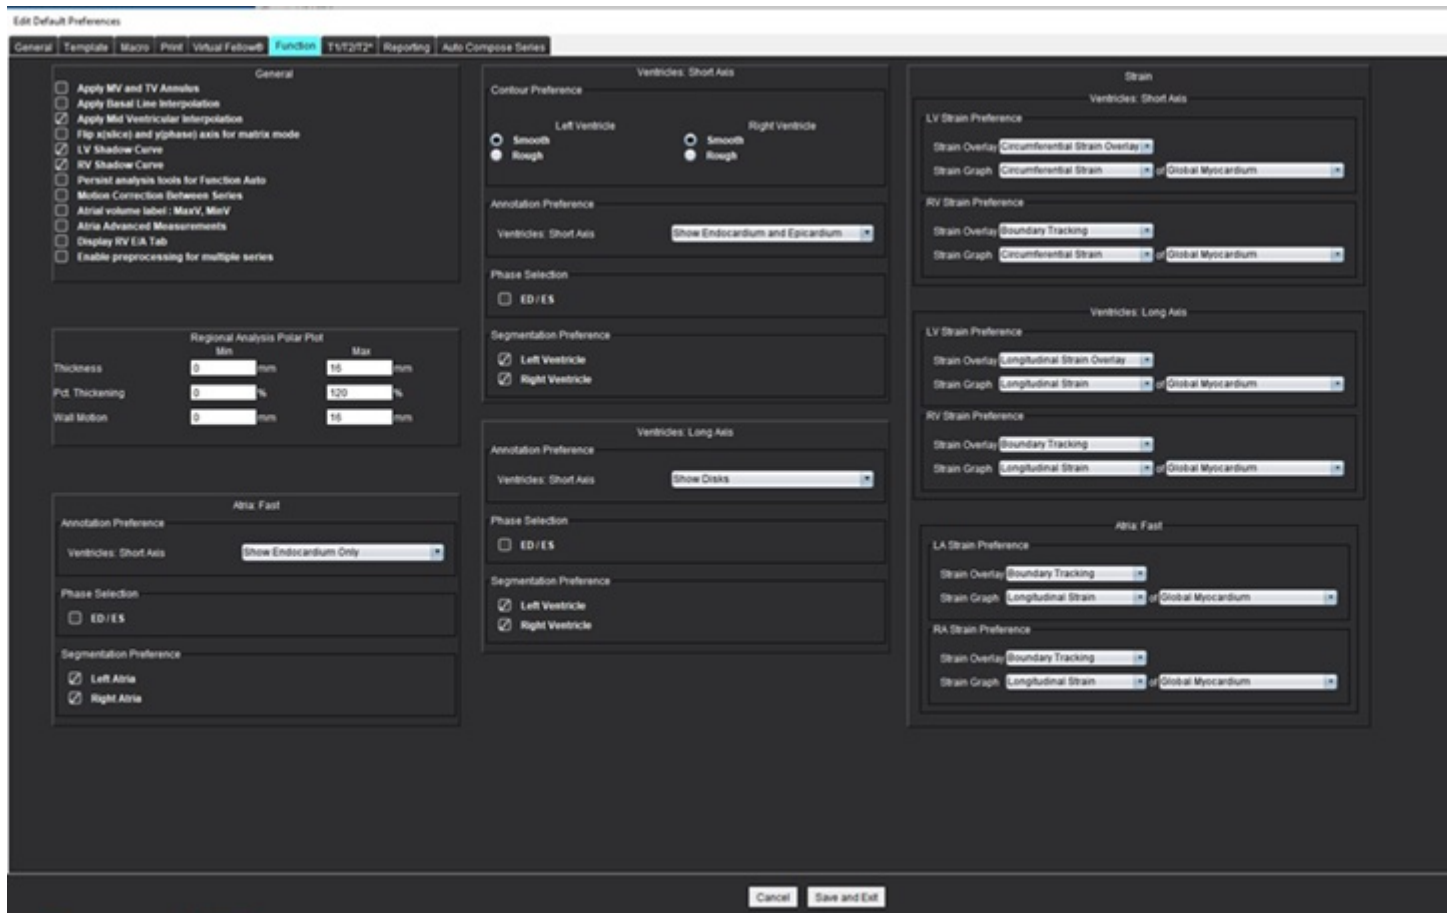 Edit Default Preferences
General Template Macro Print Virtual Fellow® Function T1/T2/T2* Reporting Auto Compose Series
General
Apply MV and TV Annulus
Apply Basal Line Interpolation
Apply Mid Ventricular Interpolation
Flip x(slice) and y(phase) axis for matrix mode
LV Shadow Curve
RV Shadow Curve
Persist analysis tools for Function Auto
Motion Correction Between Series
Atrial volume label : MaxV, MinV
Atria Advanced Measurements
Display RV E/A Tab
Enable preprocessing for multiple series
Regional Analysis Polar Plot
Min Max
Thickness 0 mm 16 mm
Pct. Thickening 0 % 120 %
Wall Motion 0 mm 16 mm
Atria: Fast
Annotation Preference
Ventricles: Short Axis Show Endocardium Only
Phase Selection
ED / ES
Segmentation Preference
Left Atria
Right Atria
Ventricles: Short Axis
Contour Preference
Left Ventricle Right Ventricle
Smooth Smooth
Rough Rough
Annotation Preference
Ventricles: Short Axis Show Endocardium and Epicardium
Phase Selection
ED / ES
Segmentation Preference
Left Ventricle
Right Ventricle
Ventricles: Long Axis
Annotation Preference
Ventricles: Short Axis Show Disks
Phase Selection
ED / ES
Segmentation Preference
Left Ventricle
Right Ventricle
Strain
Ventricles: Short Axis
LV Strain Preference
Strain Overlay Circumferential Strain Overlay
Strain Graph Circumferential Strain of Global Myocardium
RV Strain Preference
Strain Overlay Boundary Tracking
Strain Graph Circumferential Strain of Global Myocardium
Ventricles: Long Axis
LV Strain Preference
Strain Overlay Longitudinal Strain Overlay
Strain Graph Longitudinal Strain of Global Myocardium
RV Strain Preference
Strain Overlay Boundary Tracking
Strain Graph Longitudinal Strain of Global Myocardium
Atria: Fast
LA Strain Preference
Strain Overlay Boundary Tracking
Strain Graph Longitudinal Strain of Global Myocardium
RA Strain Preference
Strain Overlay Boundary Tracking
Strain Graph Longitudinal Strain of Global Myocardium
Cancel Save and Exit